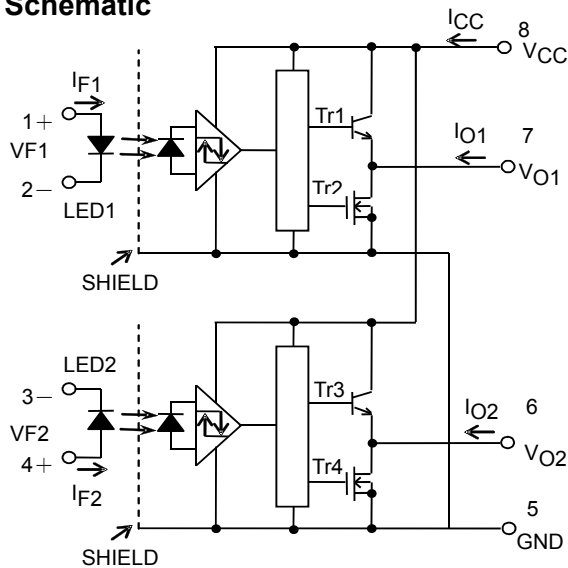 Schematic
ICC
8
VCC
IF1
1+
VF1
2−
LED1
Tr1
Tr2
IO1
7
VO1
SHIELD
LED2
3−
VF2
4+
IF2
Tr3
Tr4
IO2
6
VO2
5
GND
SHIELD